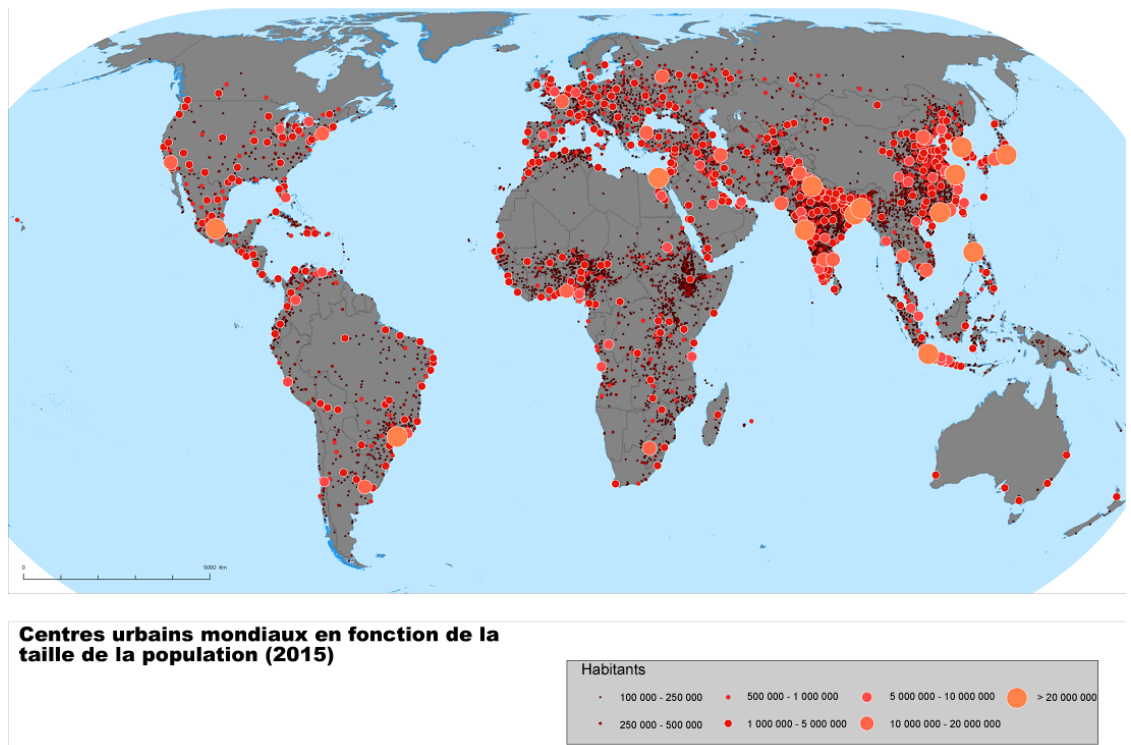 0 5000 Km
Centres urbains mondiaux en fonction de la
taille de la population (2015)
Habitants
100 000 - 250 000
500 000 - 1 000 000
5 000 000 - 10 000 000
> 20 000 000
250 000 - 500 000
1 000 000 - 5 000 000
10 000 000 - 20 000 000